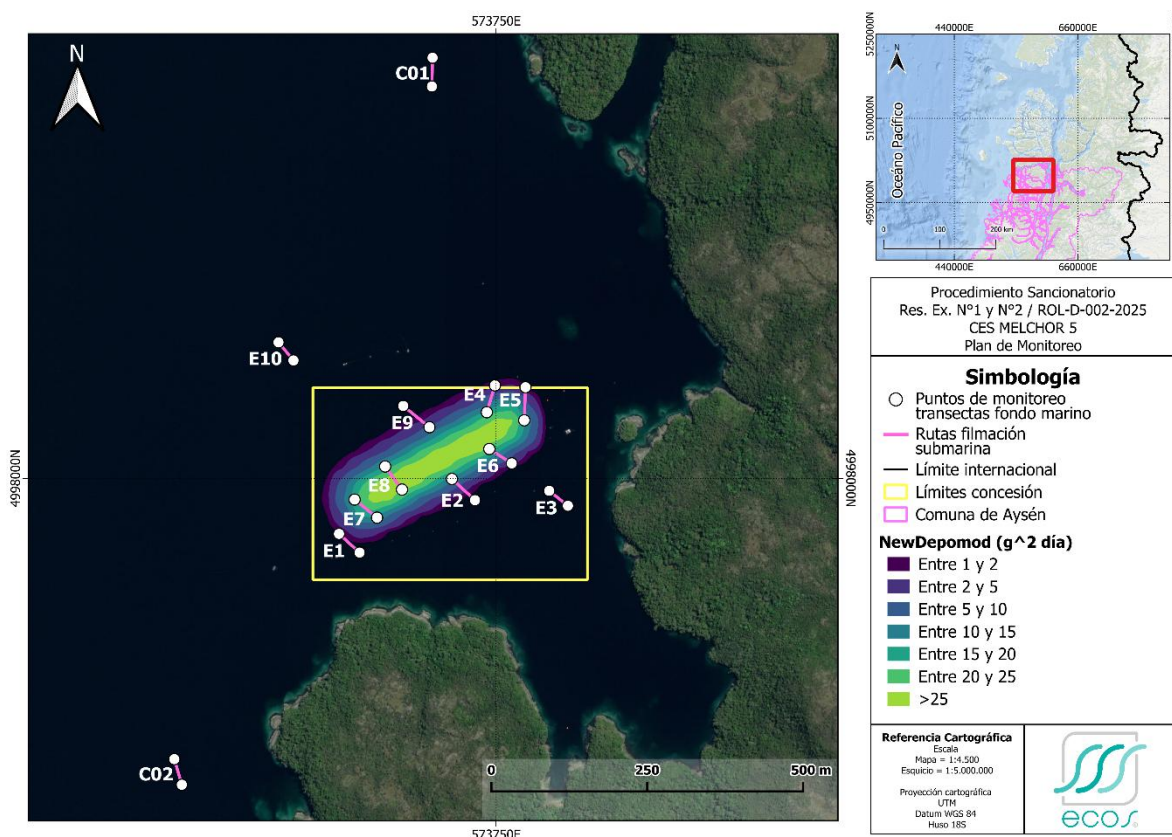 573750E
N
C01
E10
E4
E5
E9
E6
E8
E2
E7
E3
E1
C02
4998000N
4998000N
0 250 500 m
573750E
440000E 660000E
N
5250000N
5100000N
4950000N
5250000N
5100000N
4950000N
Océano Pacífico
0 100 200 km
440000E 660000E
Procedimiento Sancionatorio
Res. Ex. N°1 y N°2 / ROL-D-002-2025
CES MELCHOR 5
Plan de Monitoreo
Simbología
Puntos de monitoreo
transectas fondo marino
Rutas filmación
submarina
Límite internacional
Límites concesión
Comuna de Aysén
NewDepomod (g^2 día)
Entre 1 y 2
Entre 2 y 5
Entre 5 y 10
Entre 10 y 15
Entre 15 y 20
Entre 20 y 25
>25
Referencia Cartográfica
Escala
Mapa = 1:4.500
Esquicio = 1:5.000.000
Proyección cartográfica
UTM
Datum WGS 84
Huso 18S
ecos